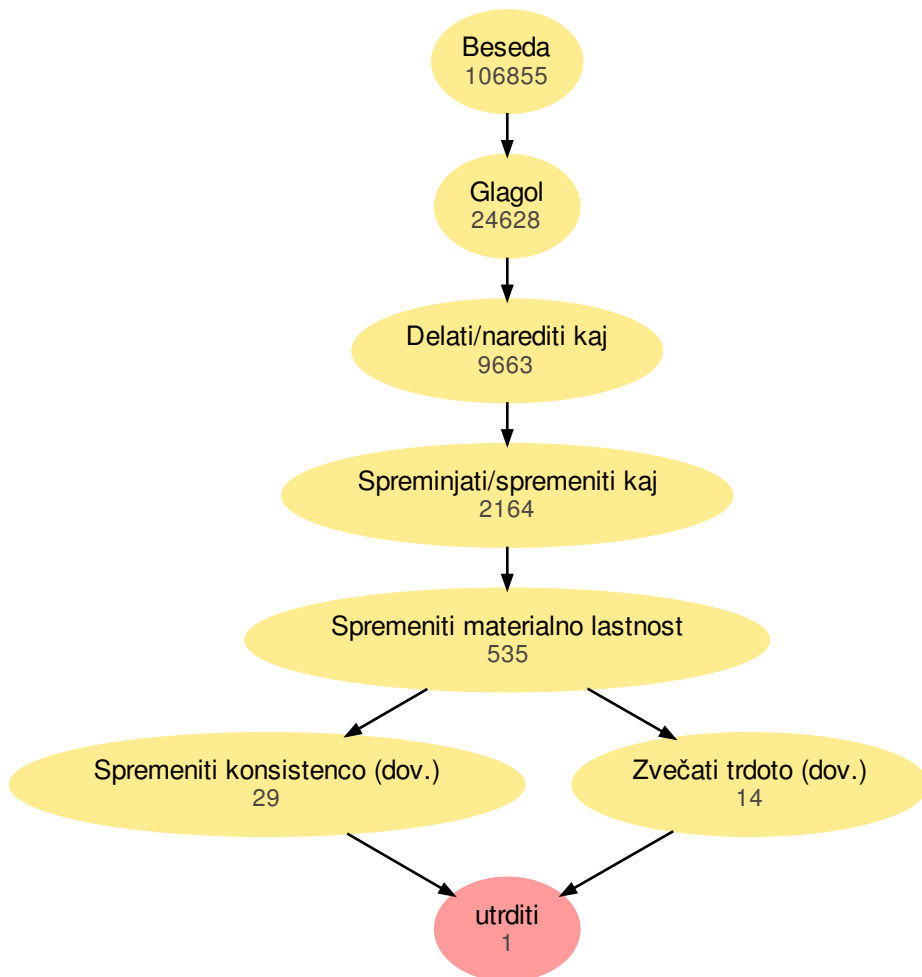 Beseda
106855
Glagol
24628
Delati/narediti kaj
9663
Spreminjati/spremeniti kaj
2164
Spremeniti materialno lastnost
535
Spremeniti konsistenco (dov.)
29
Zvečati trdoto (dov.)
14
utrditi
1